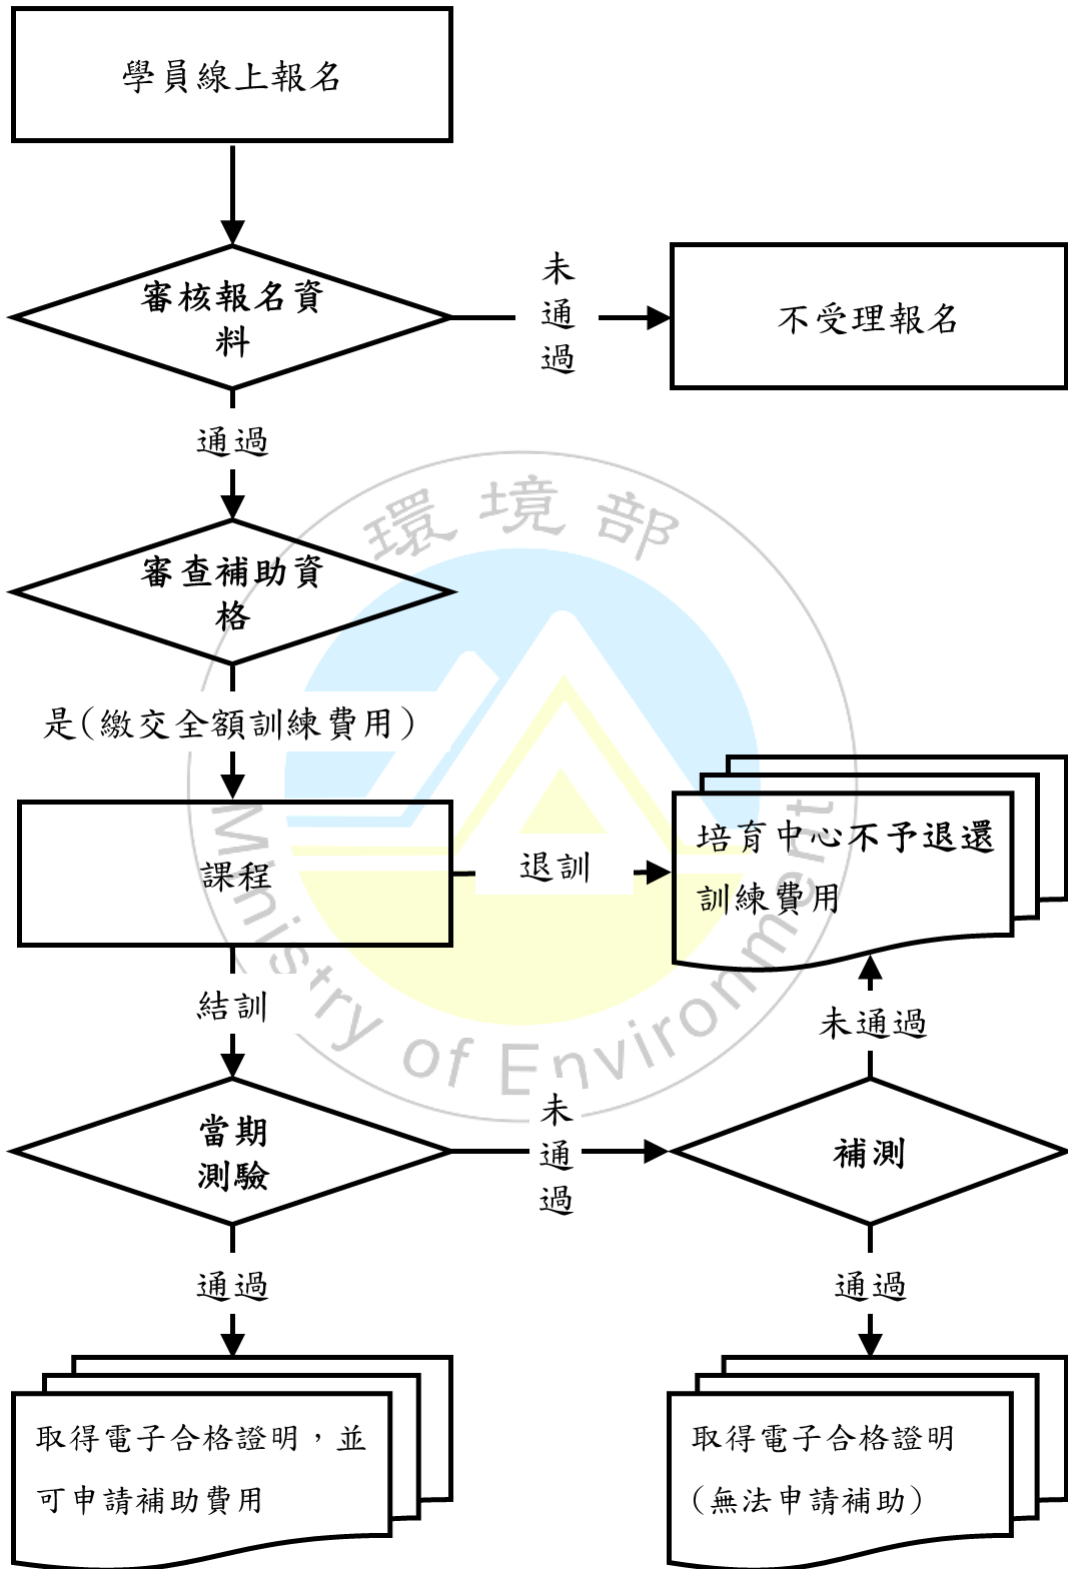 學員線上報名
審核報名資
料
未
通
過
不受理報名
通過
環境部
審查補助資
格
是(繳交全額訓練費用)
課程
退訓
培育中心不予退還
訓練費用
Ministry of Environment
結訓
未通過
當期
測驗
未
通
過
補測
通過
通過
取得電子合格證明，並
可申請補助費用
取得電子合格證明
(無法申請補助)